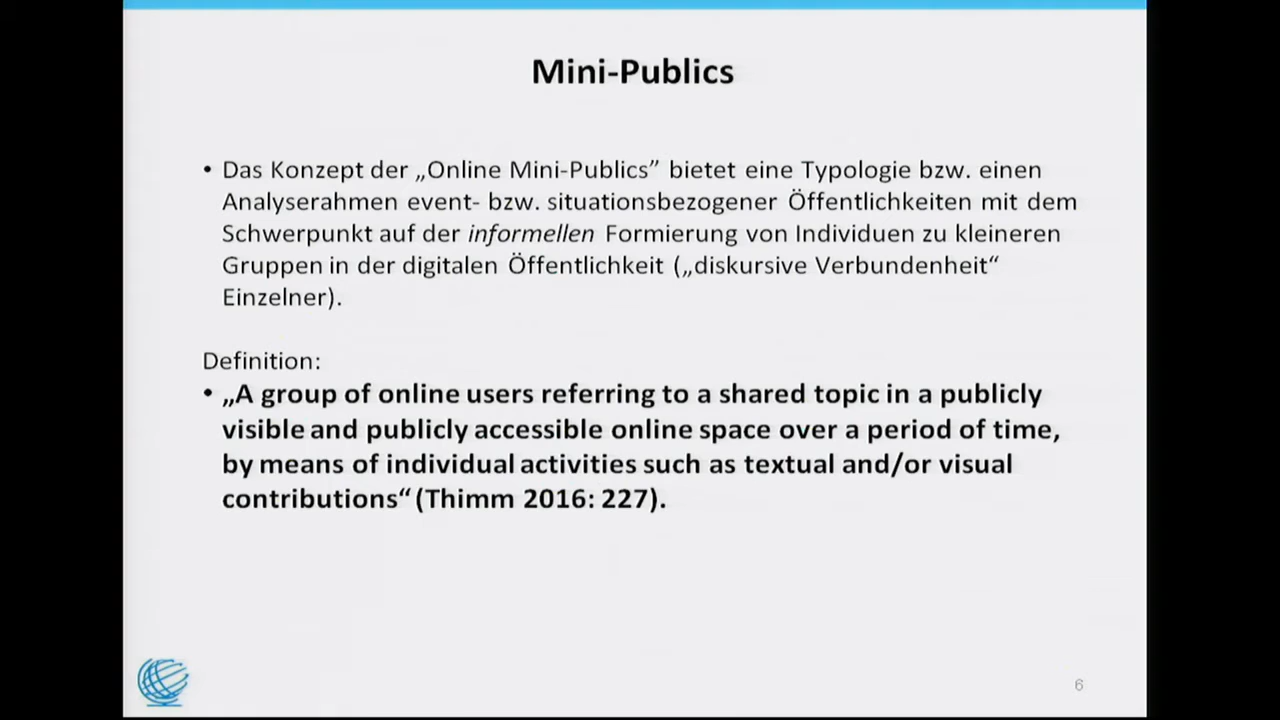 Mini-Publics
• Das Konzept der „Online Mini-Publics” bietet eine Typologie bzw. einen
Analyserahmen event- bzw. situationsbezogener Öffentlichkeiten mit dem
Schwerpunkt auf der informellen Formierung von Individuen zu kleineren
Gruppen in der digitalen Öffentlichkeit („diskursive Verbundenheit“
Einzelner).
Definition:
• „A group of online users referring to a shared topic in a publicly
visible and publicly accessible online space over a period of time,
by means of individual activities such as textual and/or visual
contributions“ (Thimm 2016: 227).
6